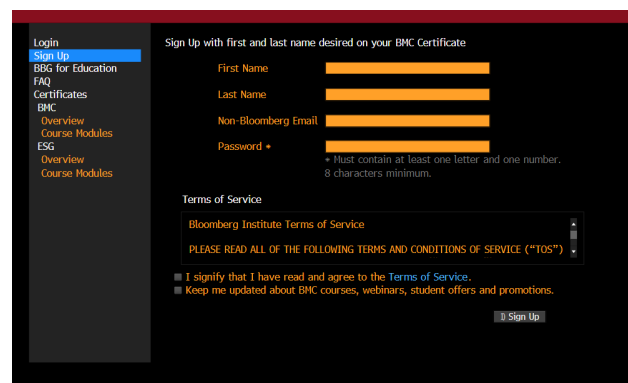 Login
Sign Up
BBG for Education
FAQ
Certificates
BMC
Overview
Course Modules
ESG
Overview
Course Modules
Sign Up with first and last name desired on your BMC Certificate
First Name
Last Name
Non-Bloomberg Email
Password *
* Must contain at least one letter and one number.
8 characters minimum.
Terms of Service
Bloomberg Institute Terms of Service
PLEASE READ ALL OF THE FOLLOWING TERMS AND CONDITIONS OF SERVICE (“TOS”)
I signify that I have read and agree to the Terms of Service.
Keep me updated about BMC courses, webinars, student offers and promotions.
1) Sign Up